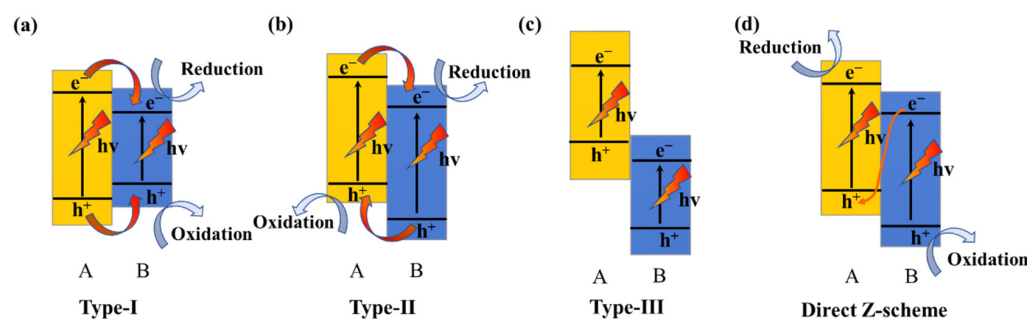 (a)
e⁻
Reduction
e⁻
hν
hν
h⁺
h⁺
Oxidation
A B
Type-I
(b)
e⁻
Reduction
e⁻
hν
hν
h⁺
Oxidation
h⁺
A B
Type-II
(c)
e⁻
hν
h⁺
e⁻
hν
h⁺
A B
Type-III
(d)
Reduction
e⁻
e⁻
hν
hν
h⁺
h⁺
Oxidation
A B
Direct Z-scheme